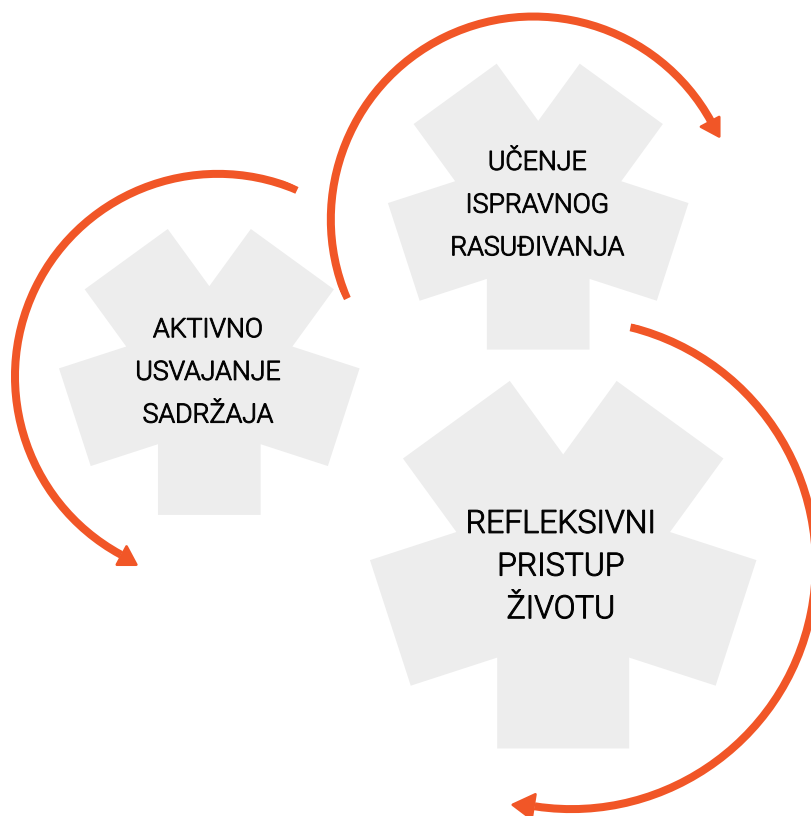 UČENJE
ISPRAVNOG
RASUĐIVANJA
AKTIVNO
USVAJANJE
SADRŽAJA
REFLEKSIVNI
PRISTUP
ŽIVOTU